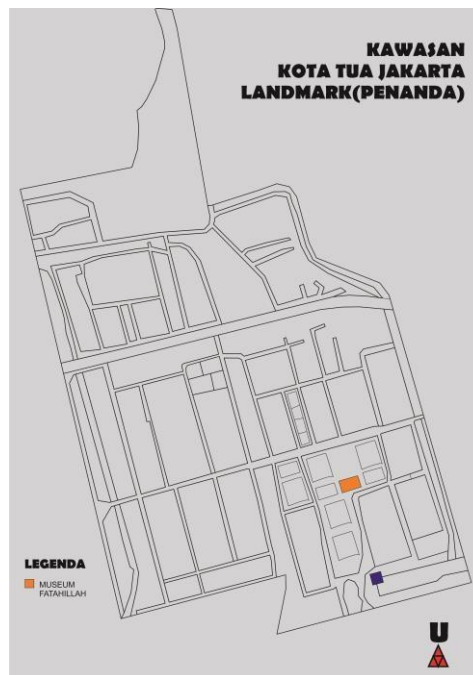 KAWASAN
KOTA TUA JAKARTA
LANDMARK(PENANDA)
LEGENDA
MUSEUM
FATAHILLAH
U